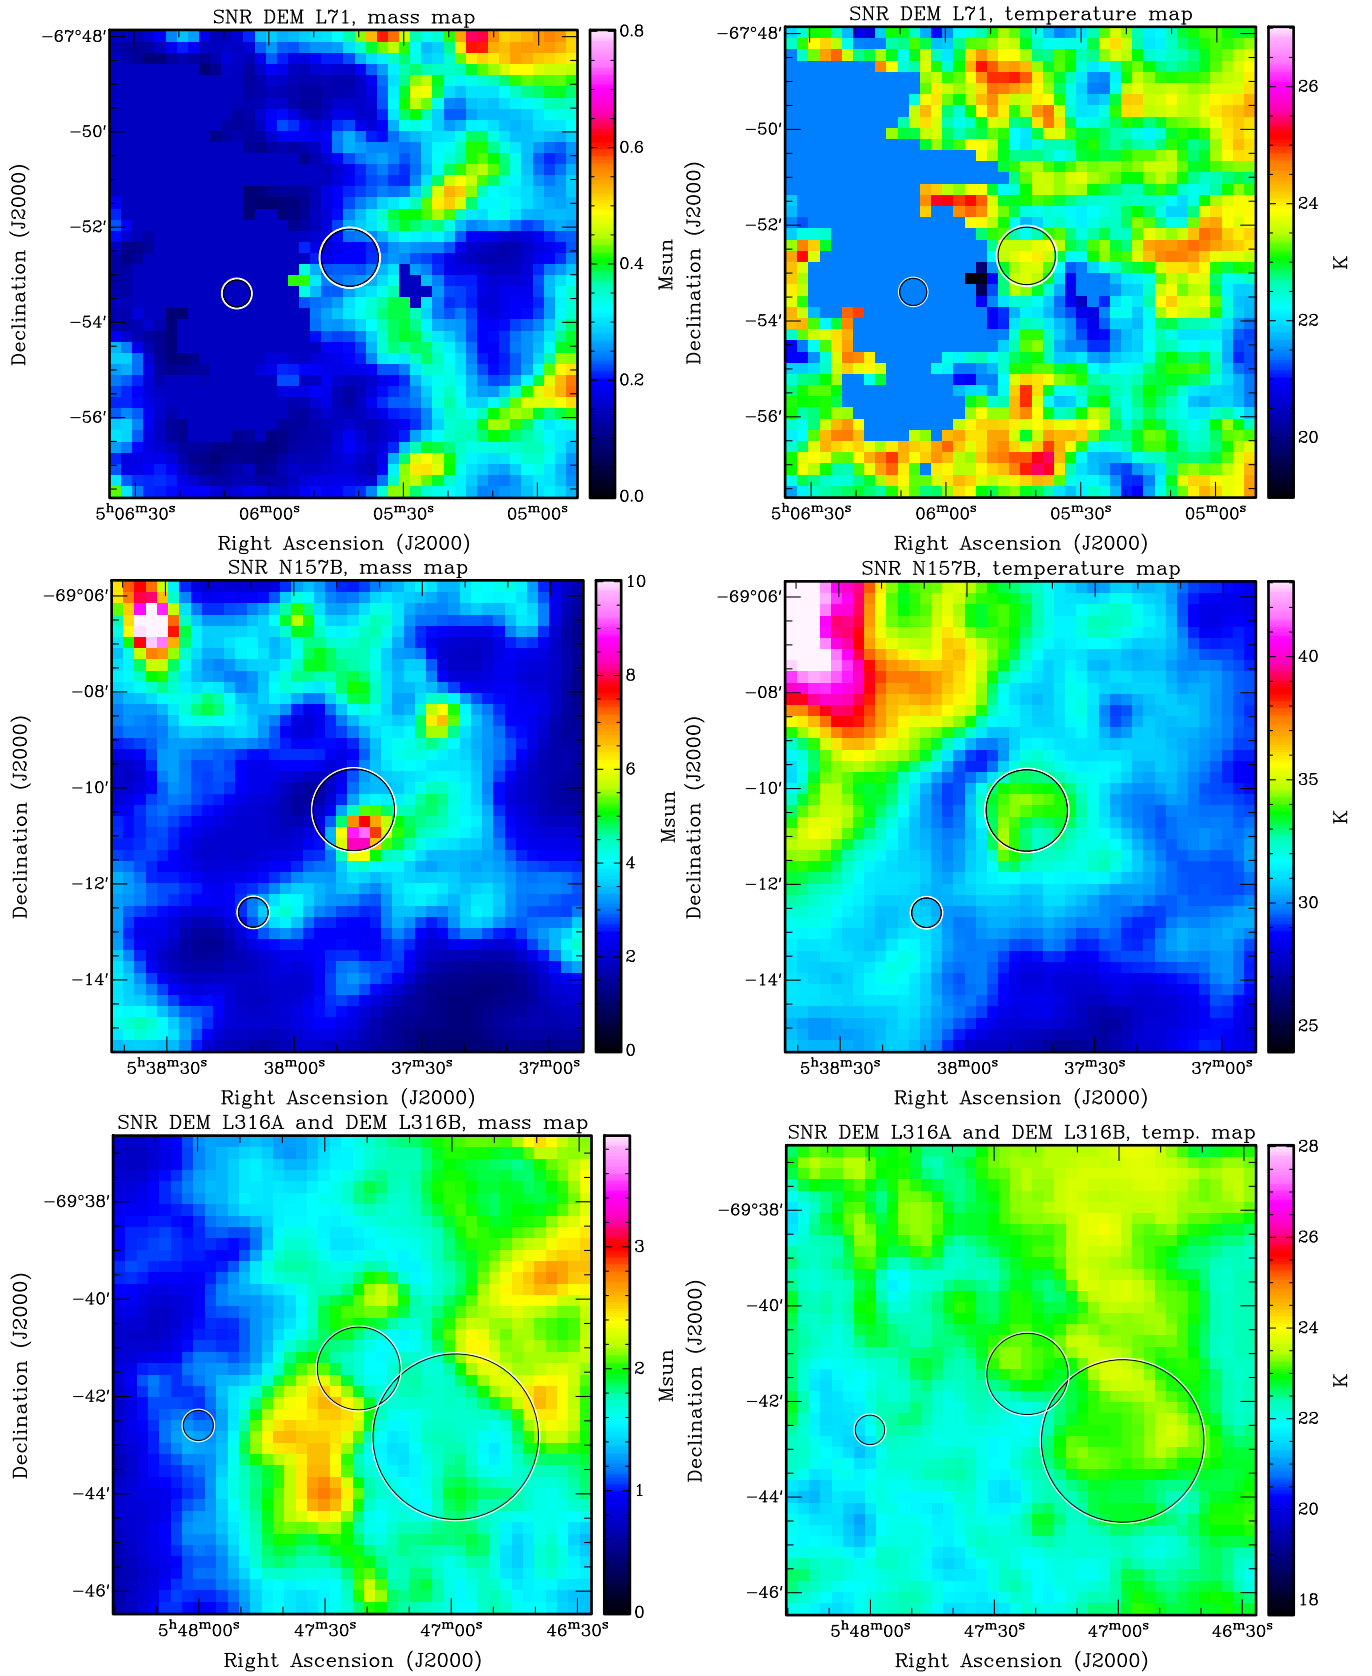 SNR DEM L71, mass map
−67°48′
−50′
−52′
−54′
−56′
Declination (J2000)
5ʰ06ᵐ30ˢ 06ᵐ00ˢ 05ᵐ30ˢ 05ᵐ00ˢ
Right Ascension (J2000)
0.8
0.6
0.4
0.2
0.0
Msun
SNR DEM L71, temperature map
−67°48′
−50′
−52′
−54′
−56′
Declination (J2000)
5ʰ06ᵐ30ˢ 06ᵐ00ˢ 05ᵐ30ˢ 05ᵐ00ˢ
Right Ascension (J2000)
26
24
22
20
K
SNR N157B, mass map
−69°06′
−08′
−10′
−12′
−14′
Declination (J2000)
5ʰ38ᵐ30ˢ 38ᵐ00ˢ 37ᵐ30ˢ 37ᵐ00ˢ
Right Ascension (J2000)
10
8
6
4
2
0
Msun
SNR N157B, temperature map
−69°06′
−08′
−10′
−12′
−14′
Declination (J2000)
5ʰ38ᵐ30ˢ 38ᵐ00ˢ 37ᵐ30ˢ 37ᵐ00ˢ
Right Ascension (J2000)
40
35
30
25
K
SNR DEM L316A and DEM L316B, mass map
−69°38′
−40′
−42′
−44′
−46′
Declination (J2000)
5ʰ48ᵐ00ˢ 47ᵐ30ˢ 47ᵐ00ˢ 46ᵐ30ˢ
Right Ascension (J2000)
3
2
1
0
Msun
SNR DEM L316A and DEM L316B, temp. map
−69°38′
−40′
−42′
−44′
−46′
Declination (J2000)
5ʰ48ᵐ00ˢ 47ᵐ30ˢ 47ᵐ00ˢ 46ᵐ30ˢ
Right Ascension (J2000)
28
26
24
22
20
18
K